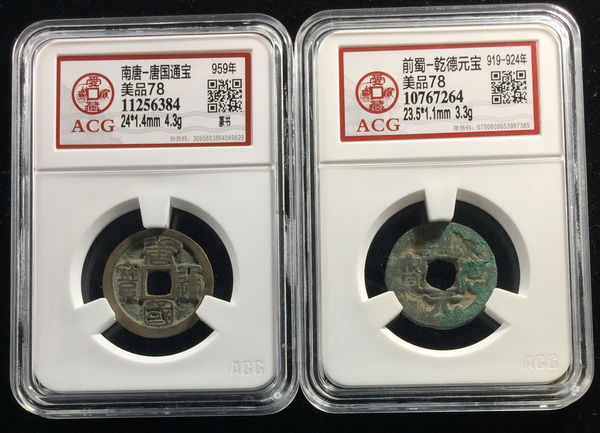 南唐-唐国通宝 959年
美品78
11256384
24*1.4mm 4.3g 篆书
ACG
ACG
前蜀-乾德元宝 919-924年
美品78
10767264
23.5*1.1mm 3.3g
ACG
ACG